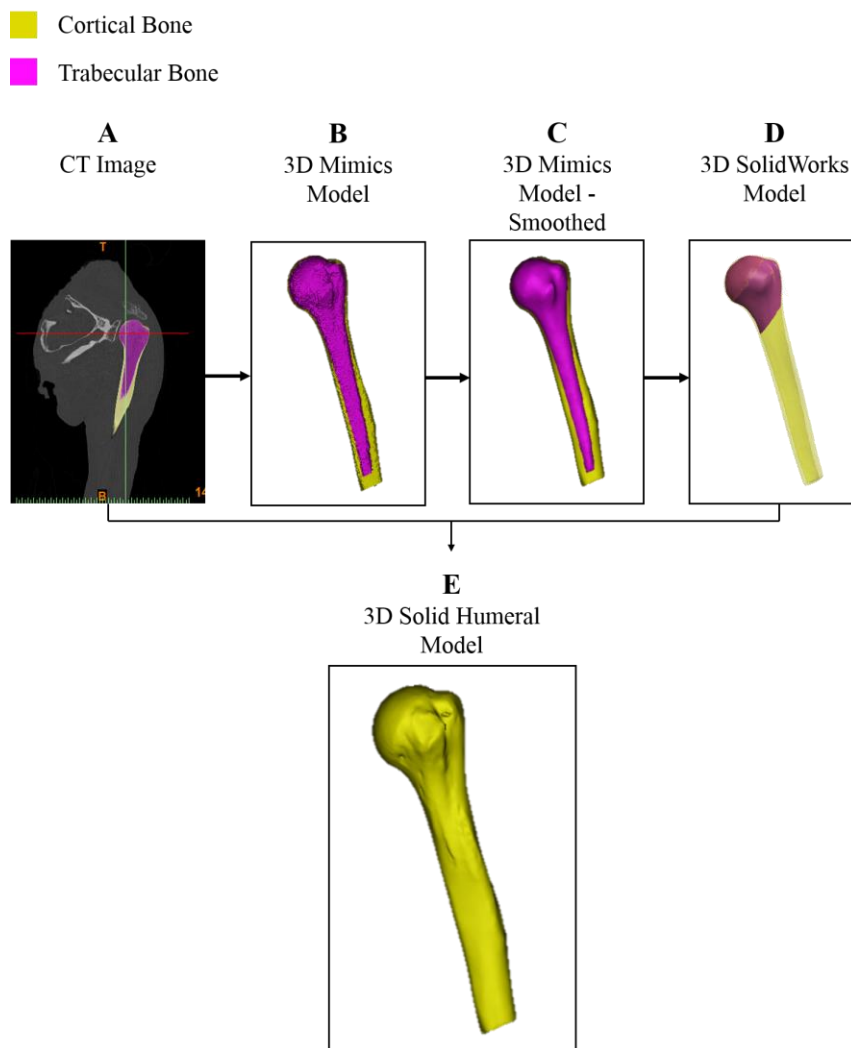 Cortical Bone
Trabecular Bone
A
CT Image
B
3D Mimics
Model
C
3D Mimics
Model -
Smoothed
D
3D SolidWorks
Model
T
B
14
E
3D Solid Humeral
Model